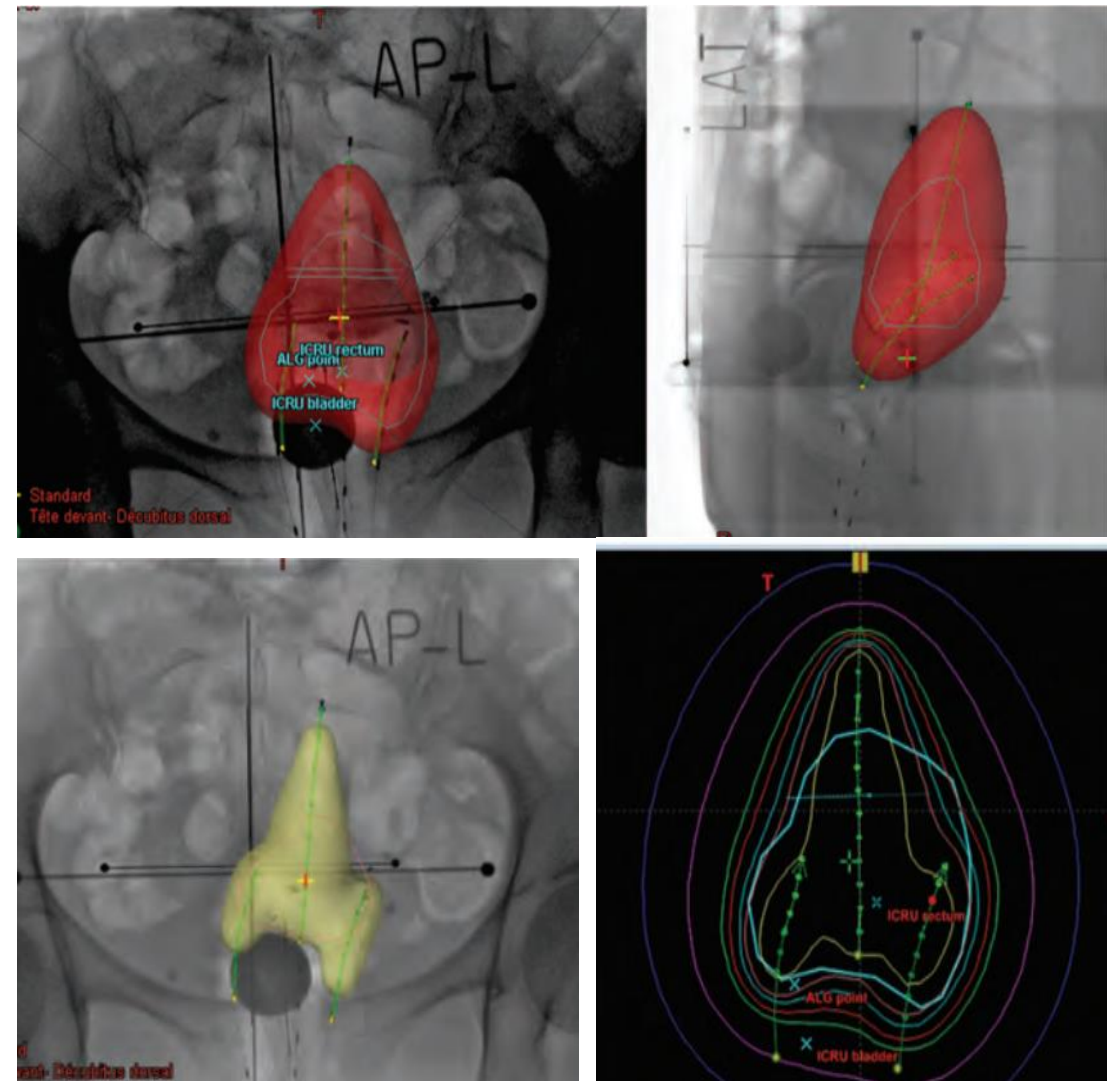 T
AP-L
ICRU rectum
ALG point
ICRU bladder
Standard
Tête devant- Décubitus dorsal
LAT
T
AP-L
Décubitus dorsal
T
ICRU rectum
ALG point
ICRU bladder